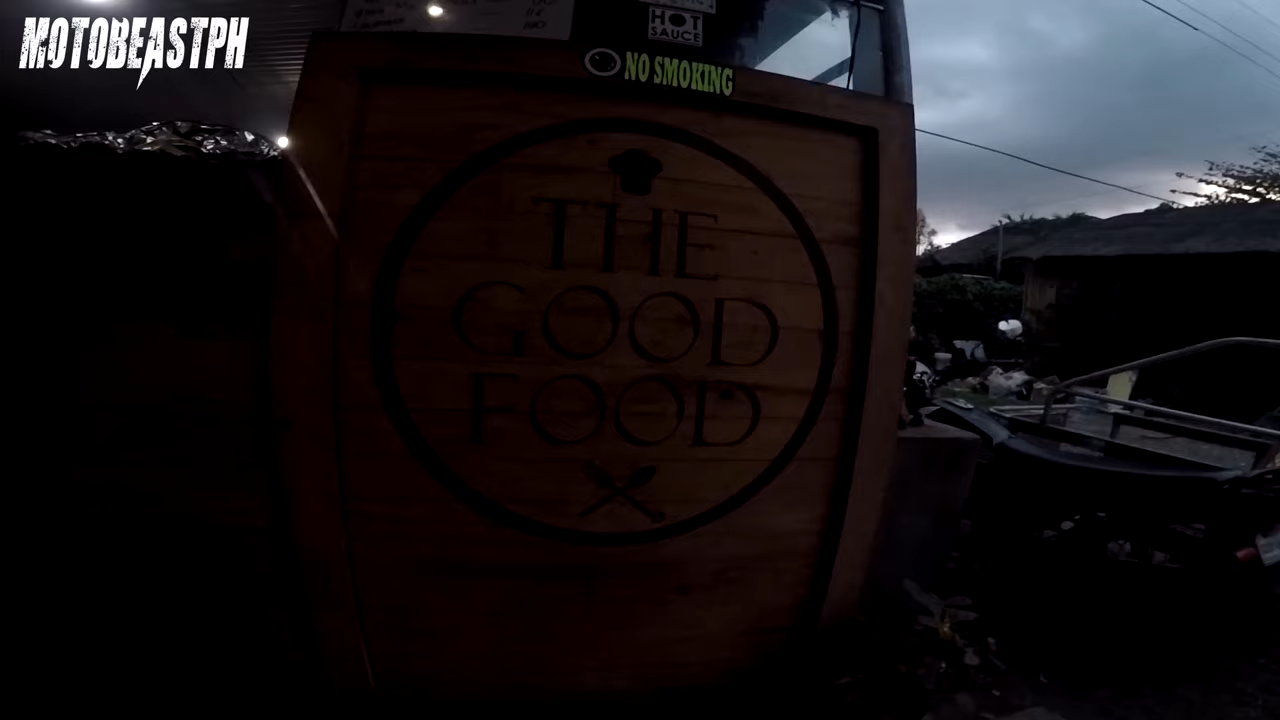 MOTOBEASTPH
HOT
SAUCE
NO SMOKING
THE
GOOD
FOOD